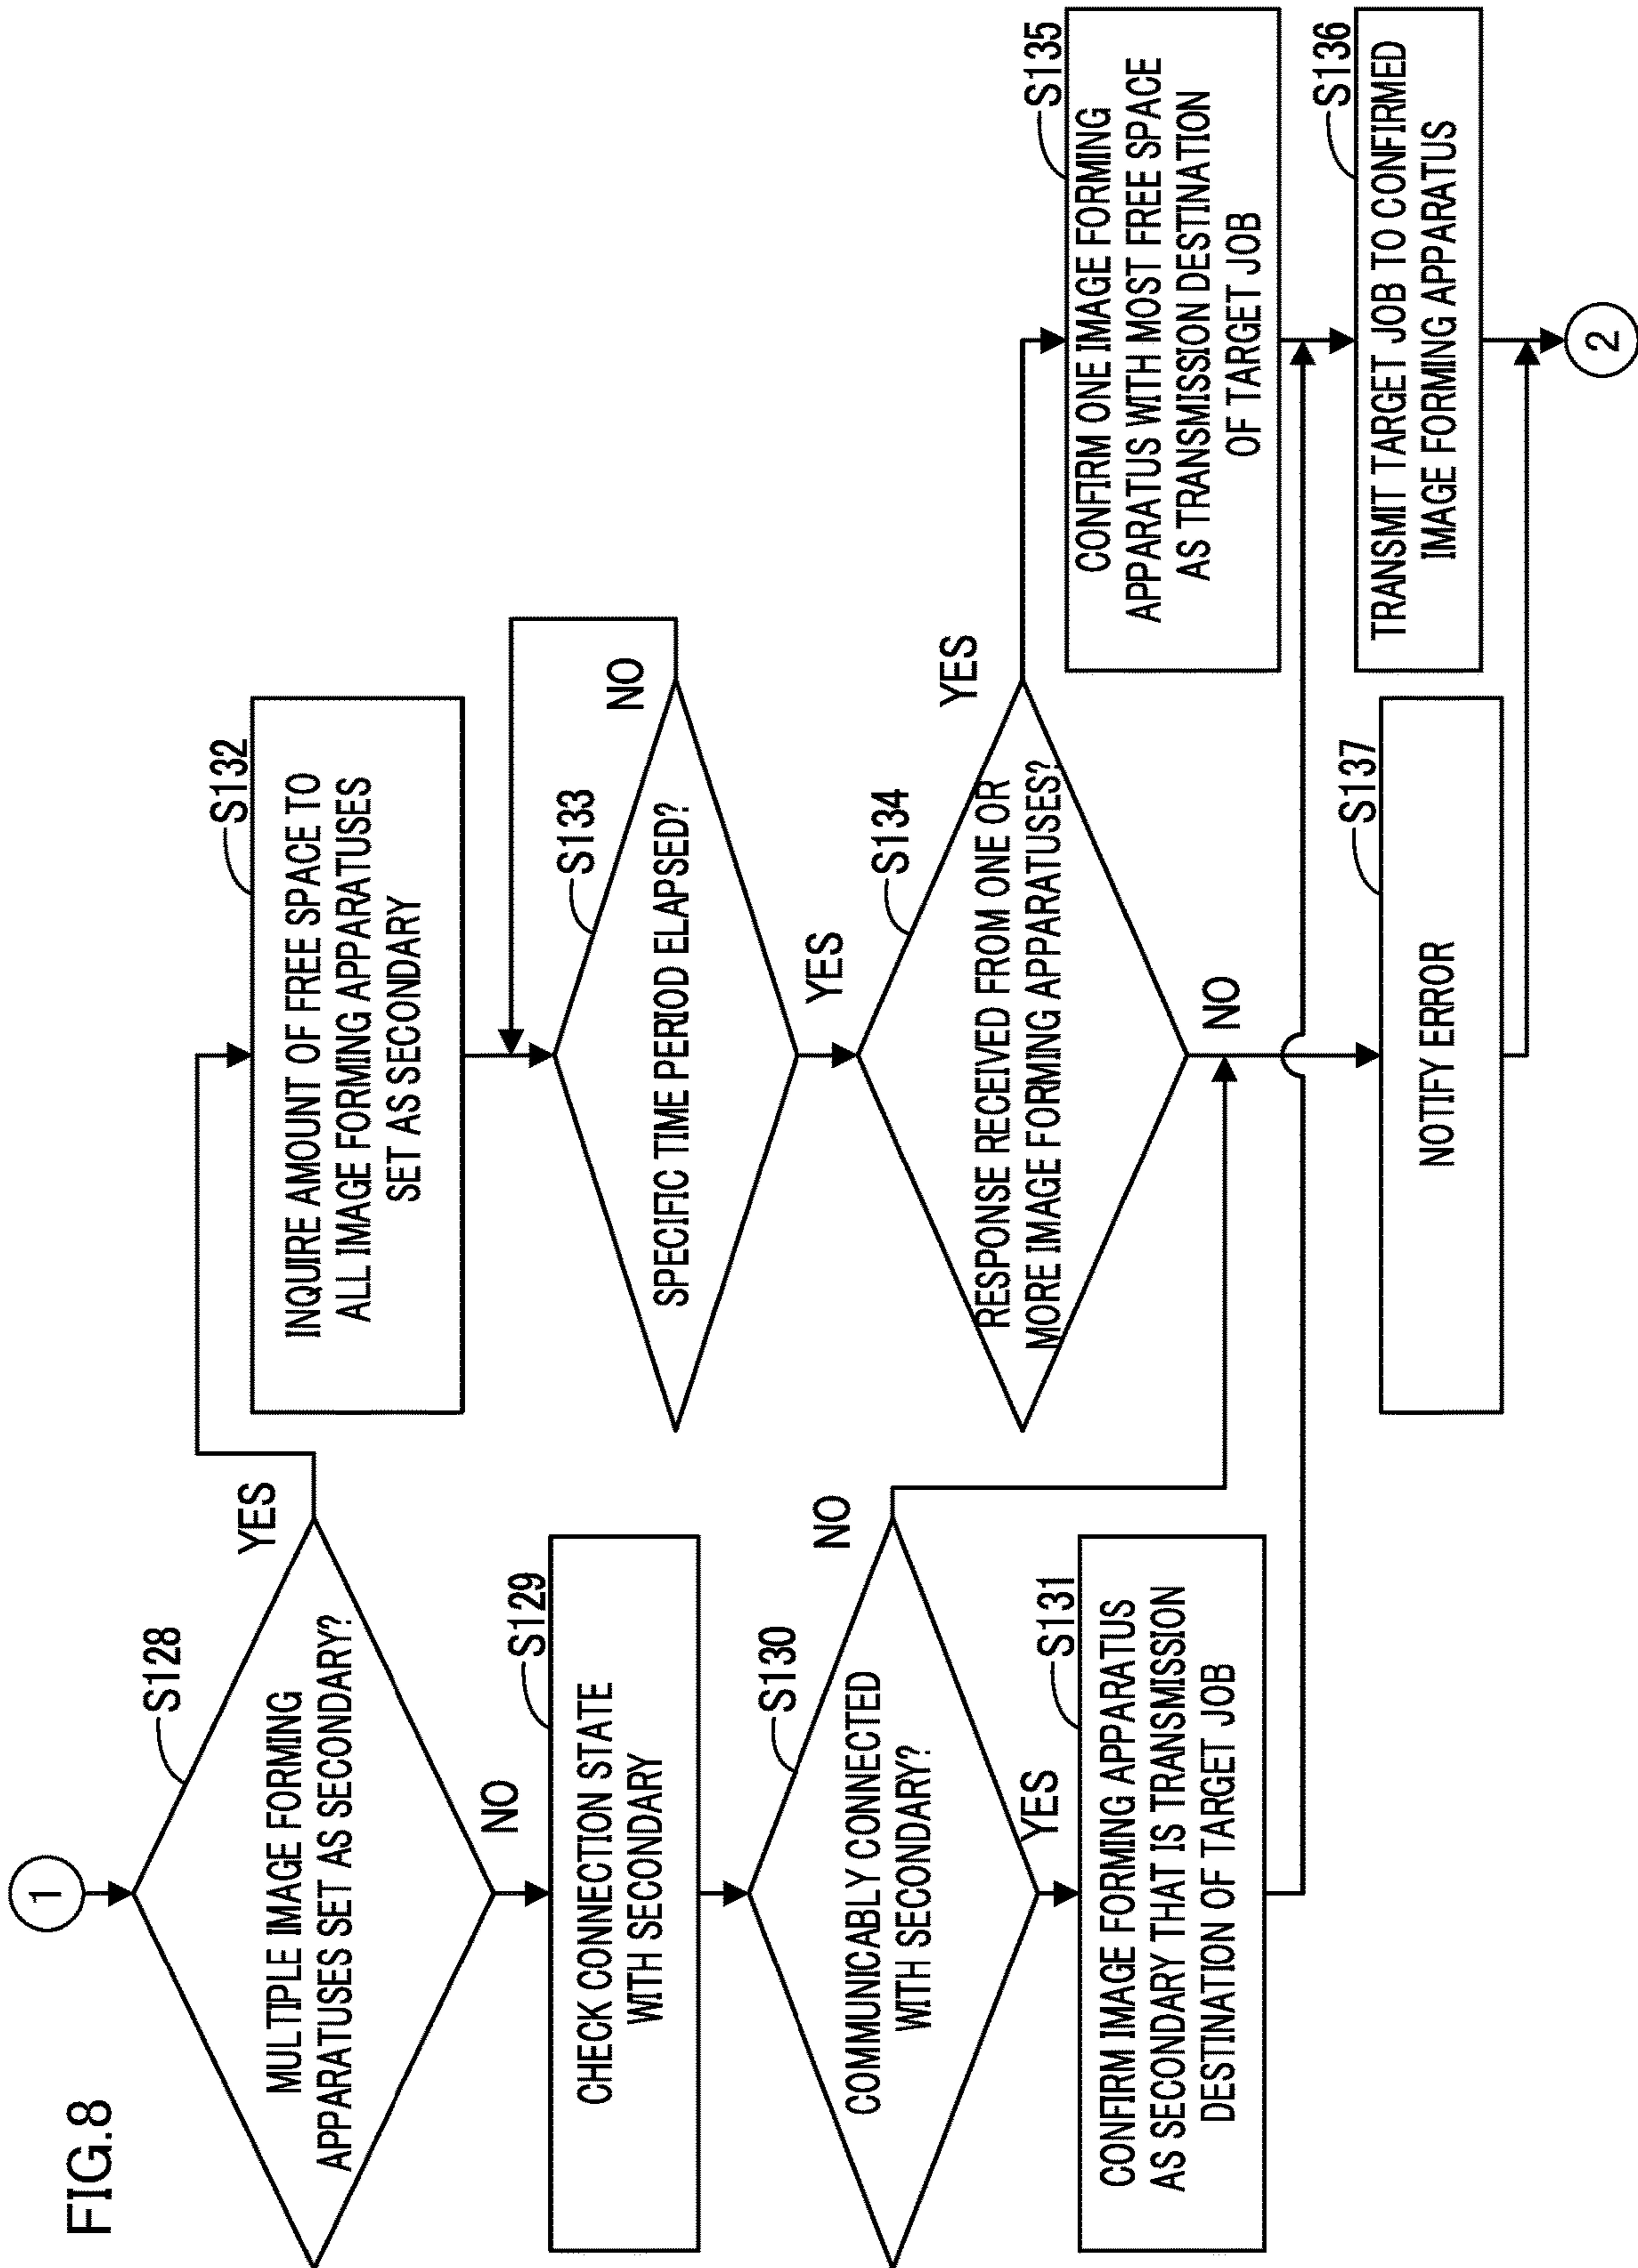 FIG.8
1
S128
MULTIPLE IMAGE FORMING
APPARATUSES SET AS SECONDARY?
YES
NO
S129
CHECK CONNECTION STATE
WITH SECONDARY
S130
COMMUNICABLY CONNECTED
WITH SECONDARY?
NO
YES
S131
CONFIRM IMAGE FORMING APPARATUS
AS SECONDARY THAT IS TRANSMISSION
DESTINATION OF TARGET JOB
S132
INQUIRE AMOUNT OF FREE SPACE TO
ALL IMAGE FORMING APPARATUSES
SET AS SECONDARY
S133
SPECIFIC TIME PERIOD ELAPSED?
NO
YES
S134
RESPONSE RECEIVED FROM ONE OR
MORE IMAGE FORMING APPARATUSES?
YES
NO
S137
NOTIFY ERROR
S135
CONFIRM ONE IMAGE FORMING
APPARATUS WITH MOST FREE SPACE
AS TRANSMISSION DESTINATION
OF TARGET JOB
S136
TRANSMIT TARGET JOB TO CONFIRMED
IMAGE FORMING APPARATUS
2